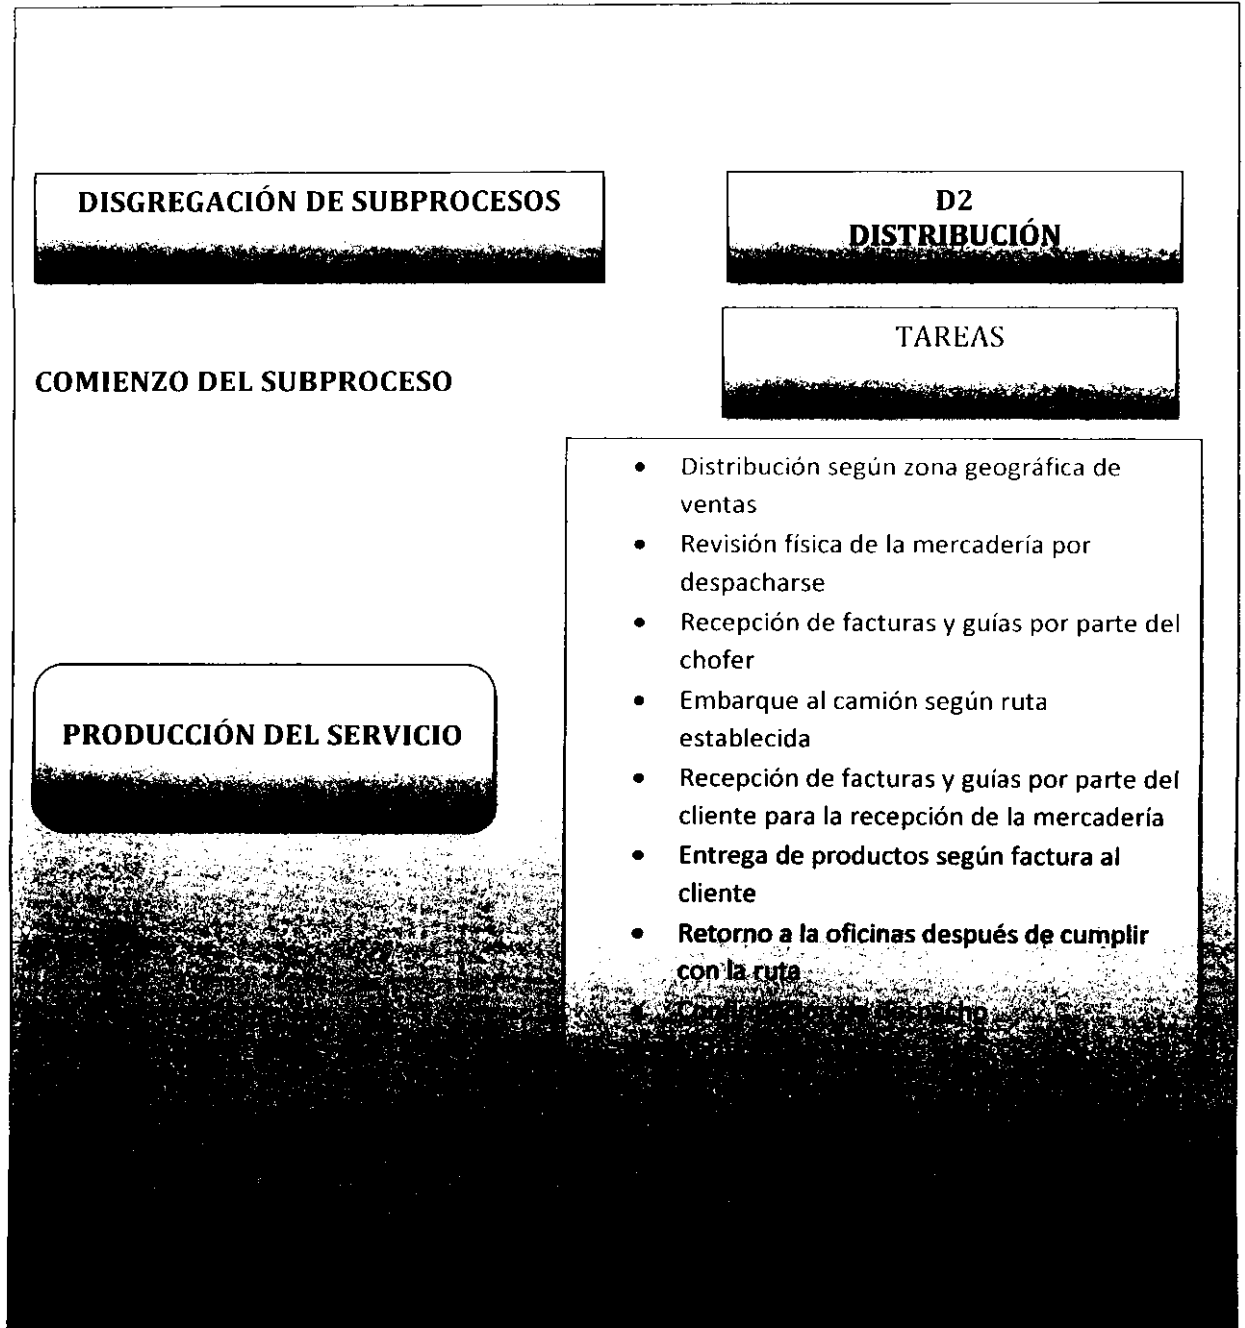 DISGREGACIÓN DE SUBPROCESOS
D2
DISTRIBUCIÓN
TAREAS
COMIENZO DEL SUBPROCESO
• Distribución según zona geográfica de
ventas
• Revisión física de la mercadería por
despacharse
• Recepción de facturas y guías por parte del
chofer
• Embarque al camión según ruta
establecida
• Recepción de facturas y guías por parte del
cliente para la recepción de la mercadería
• Entrega de productos según factura al
cliente
• Retorno a la oficinas después de cumplir
con la ruta
• despacho
PRODUCCIÓN DEL SERVICIO